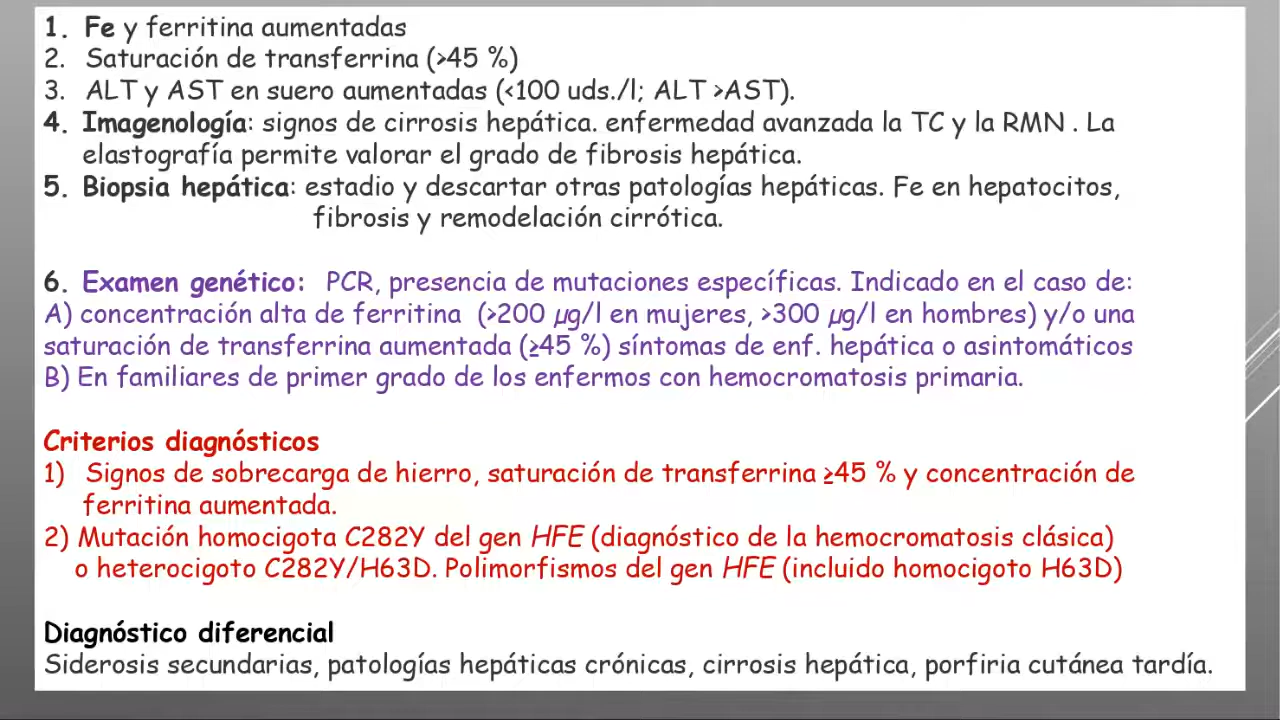 1. Fe y ferritina aumentadas
2. Saturación de transferrina (>45 %)
3. ALT y AST en suero aumentadas (<100 uds./l; ALT >AST).
4. Imagenología: signos de cirrosis hepática. enfermedad avanzada la TC y la RMN . La
elastografía permite valorar el grado de fibrosis hepática.
5. Biopsia hepática: estadio y descartar otras patologías hepáticas. Fe en hepatocitos,
fibrosis y remodelación cirrótica.
6. Examen genético: PCR, presencia de mutaciones específicas. Indicado en el caso de:
A) concentración alta de ferritina (>200 µg/l en mujeres, >300 µg/l en hombres) y/o una
saturación de transferrina aumentada (≥45 %) síntomas de enf. hepática o asintomáticos
B) En familiares de primer grado de los enfermos con hemocromatosis primaria.
Criterios diagnósticos
1) Signos de sobrecarga de hierro, saturación de transferrina ≥45 % y concentración de
ferritina aumentada.
2) Mutación homocigota C282Y del gen HFE (diagnóstico de la hemocromatosis clásica)
o heterocigoto C282Y/H63D. Polimorfismos del gen HFE (incluido homocigoto H63D)
Diagnóstico diferencial
Siderosis secundarias, patologías hepáticas crónicas, cirrosis hepática, porfiria cutánea tardía.